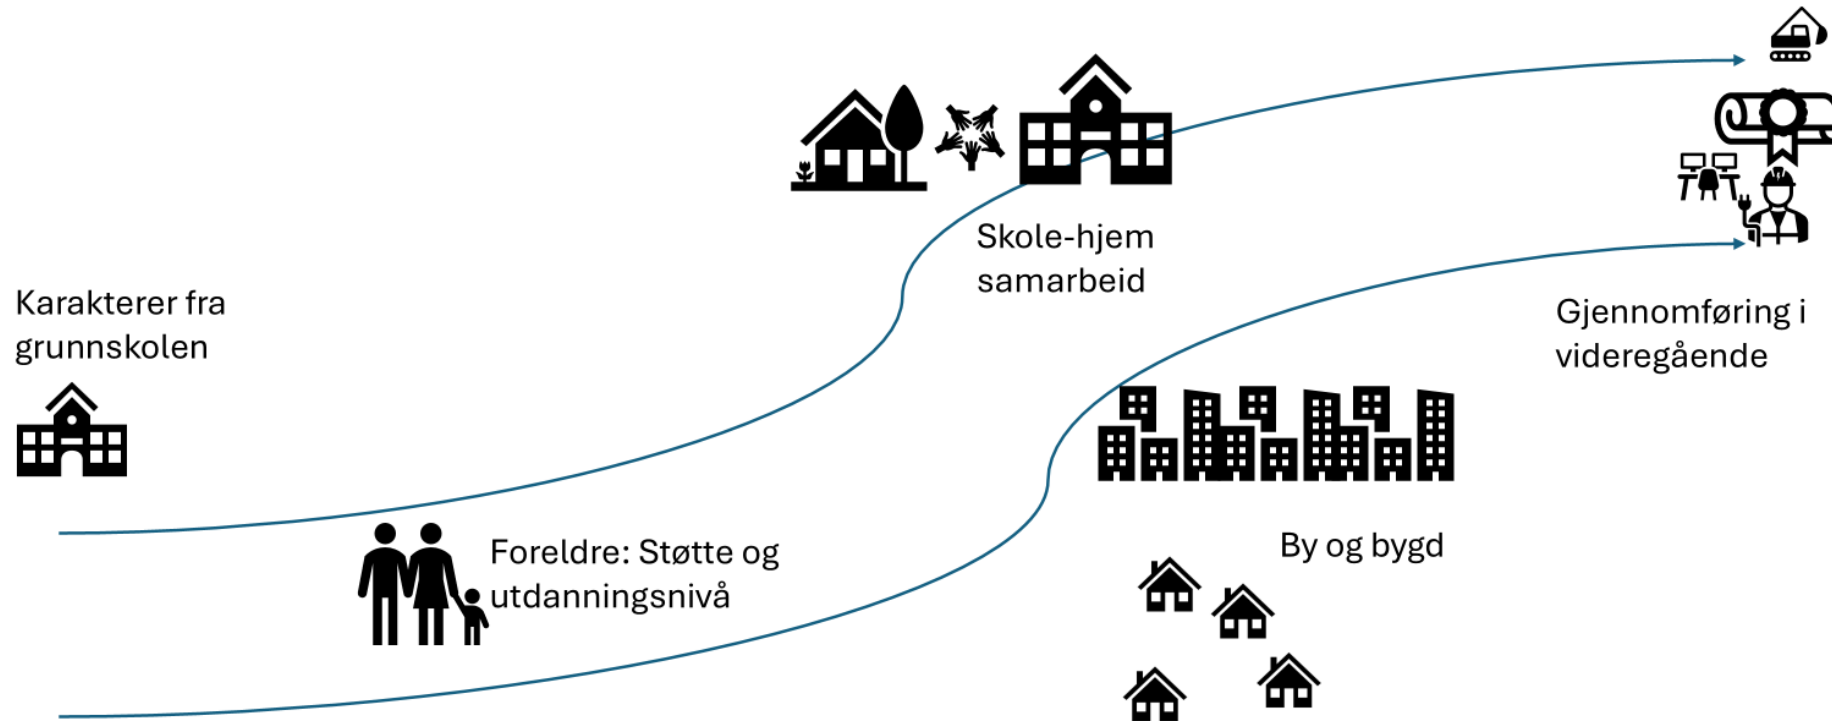 Karakterer fra
grunnskolen
Foreldre: Støtte og
utdanningsnivå
Skole-hjem
samarbeid
By og bygd
Gjennomføring i
videregående